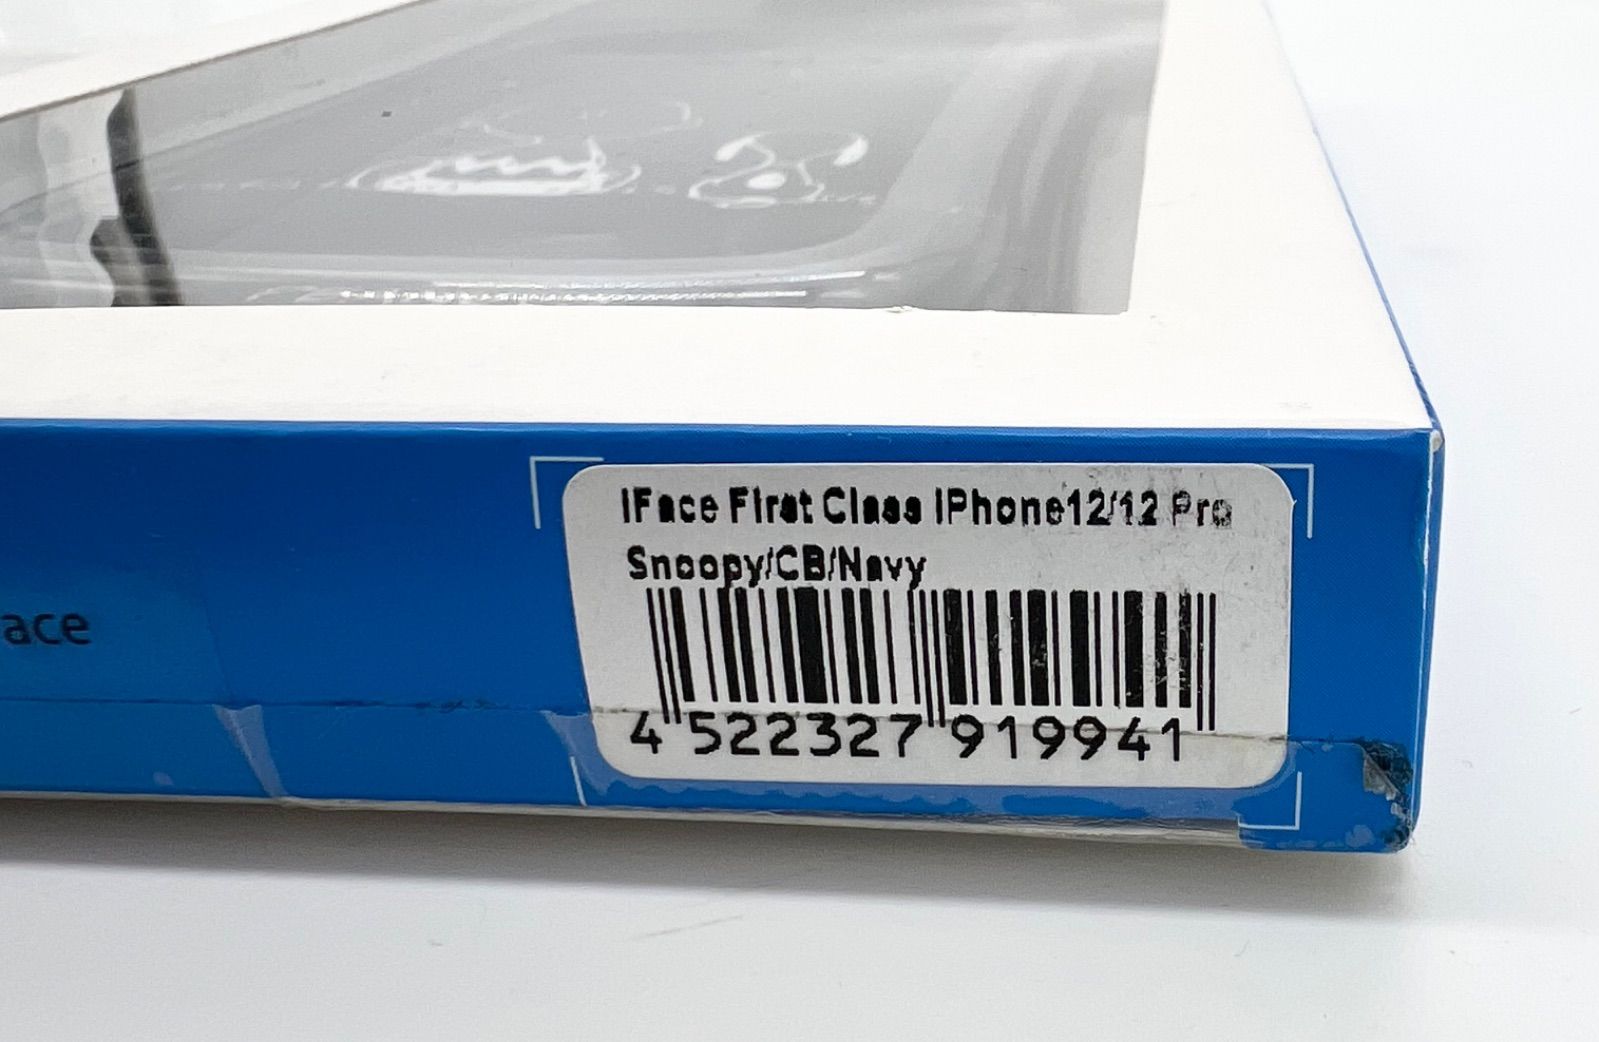 iFace First Class iPhone12/12 Pro
Snoopy/CB/Navy
ace
4 522327 919941